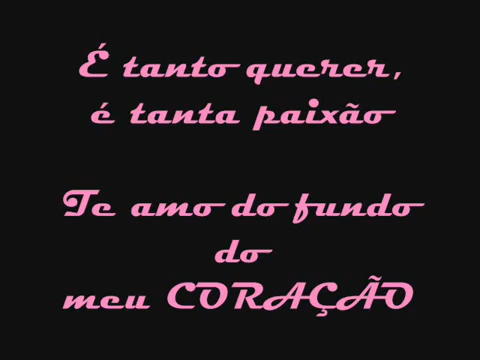 É tanto querer,
é tanta paixão
Te amo do fundo
do
meu CORAÇÃO